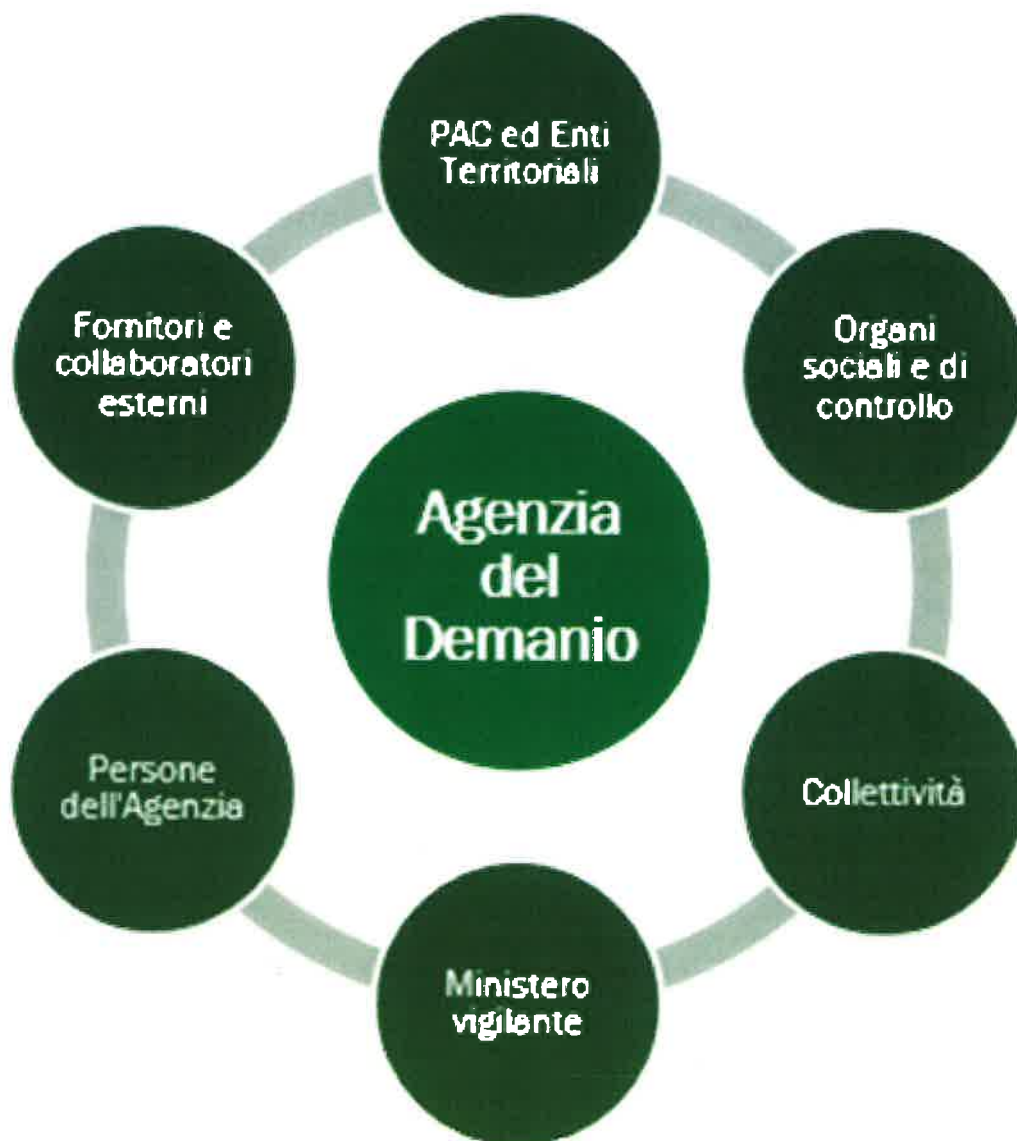 PAC ed Enti
Territoriali
Organi
sociali e di
controllo
Collettività
Ministero
vigilante
Persone
dell'Agenzia
Fornitori e
collaboratori
esterni
Agenzia
del
Demanio